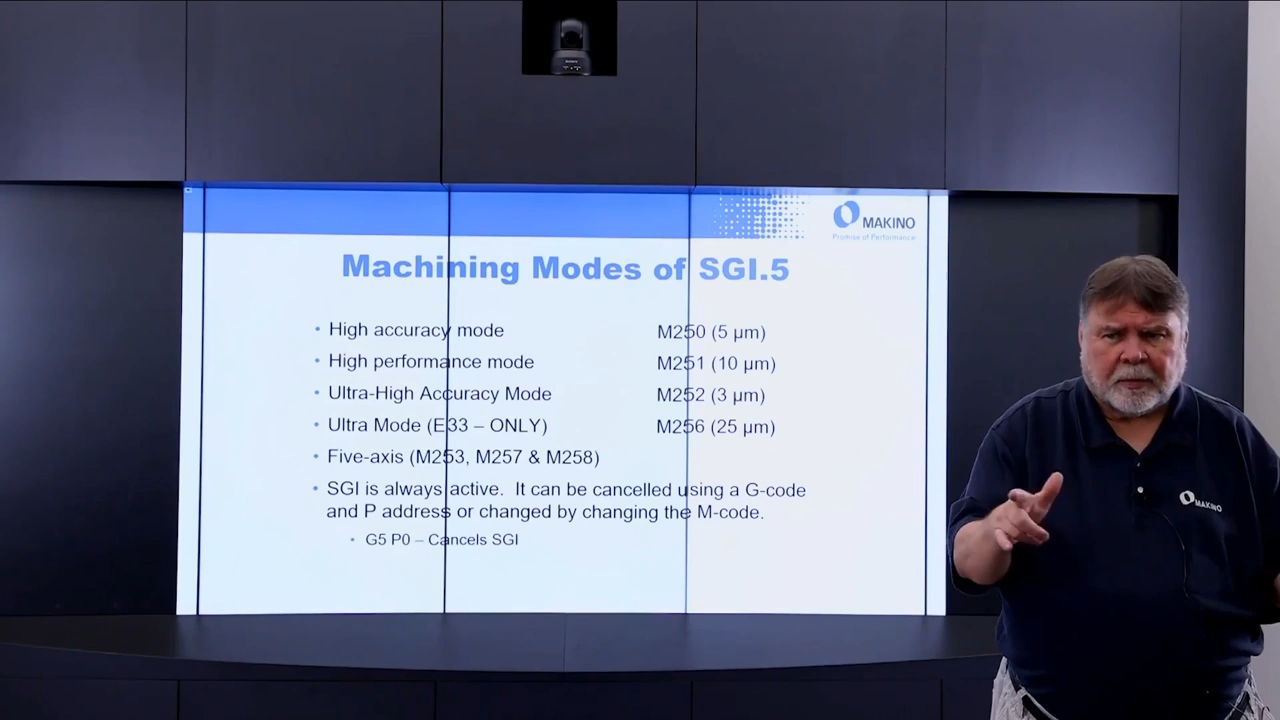 SONY
MAKINO
Promise of Performance
Machining Modes of SGI.5
• High accuracy mode M250 (5 µm)
• High performance mode M251 (10 µm)
• Ultra-High Accuracy Mode M252 (3 µm)
• Ultra Mode (E33 – ONLY) M256 (25 µm)
• Five-axis (M253, M257 & M258)
• SGI is always active. It can be cancelled using a G-code
and P address or changed by changing the M-code.
• G5 P0 – Cancels SGI
MAKINO